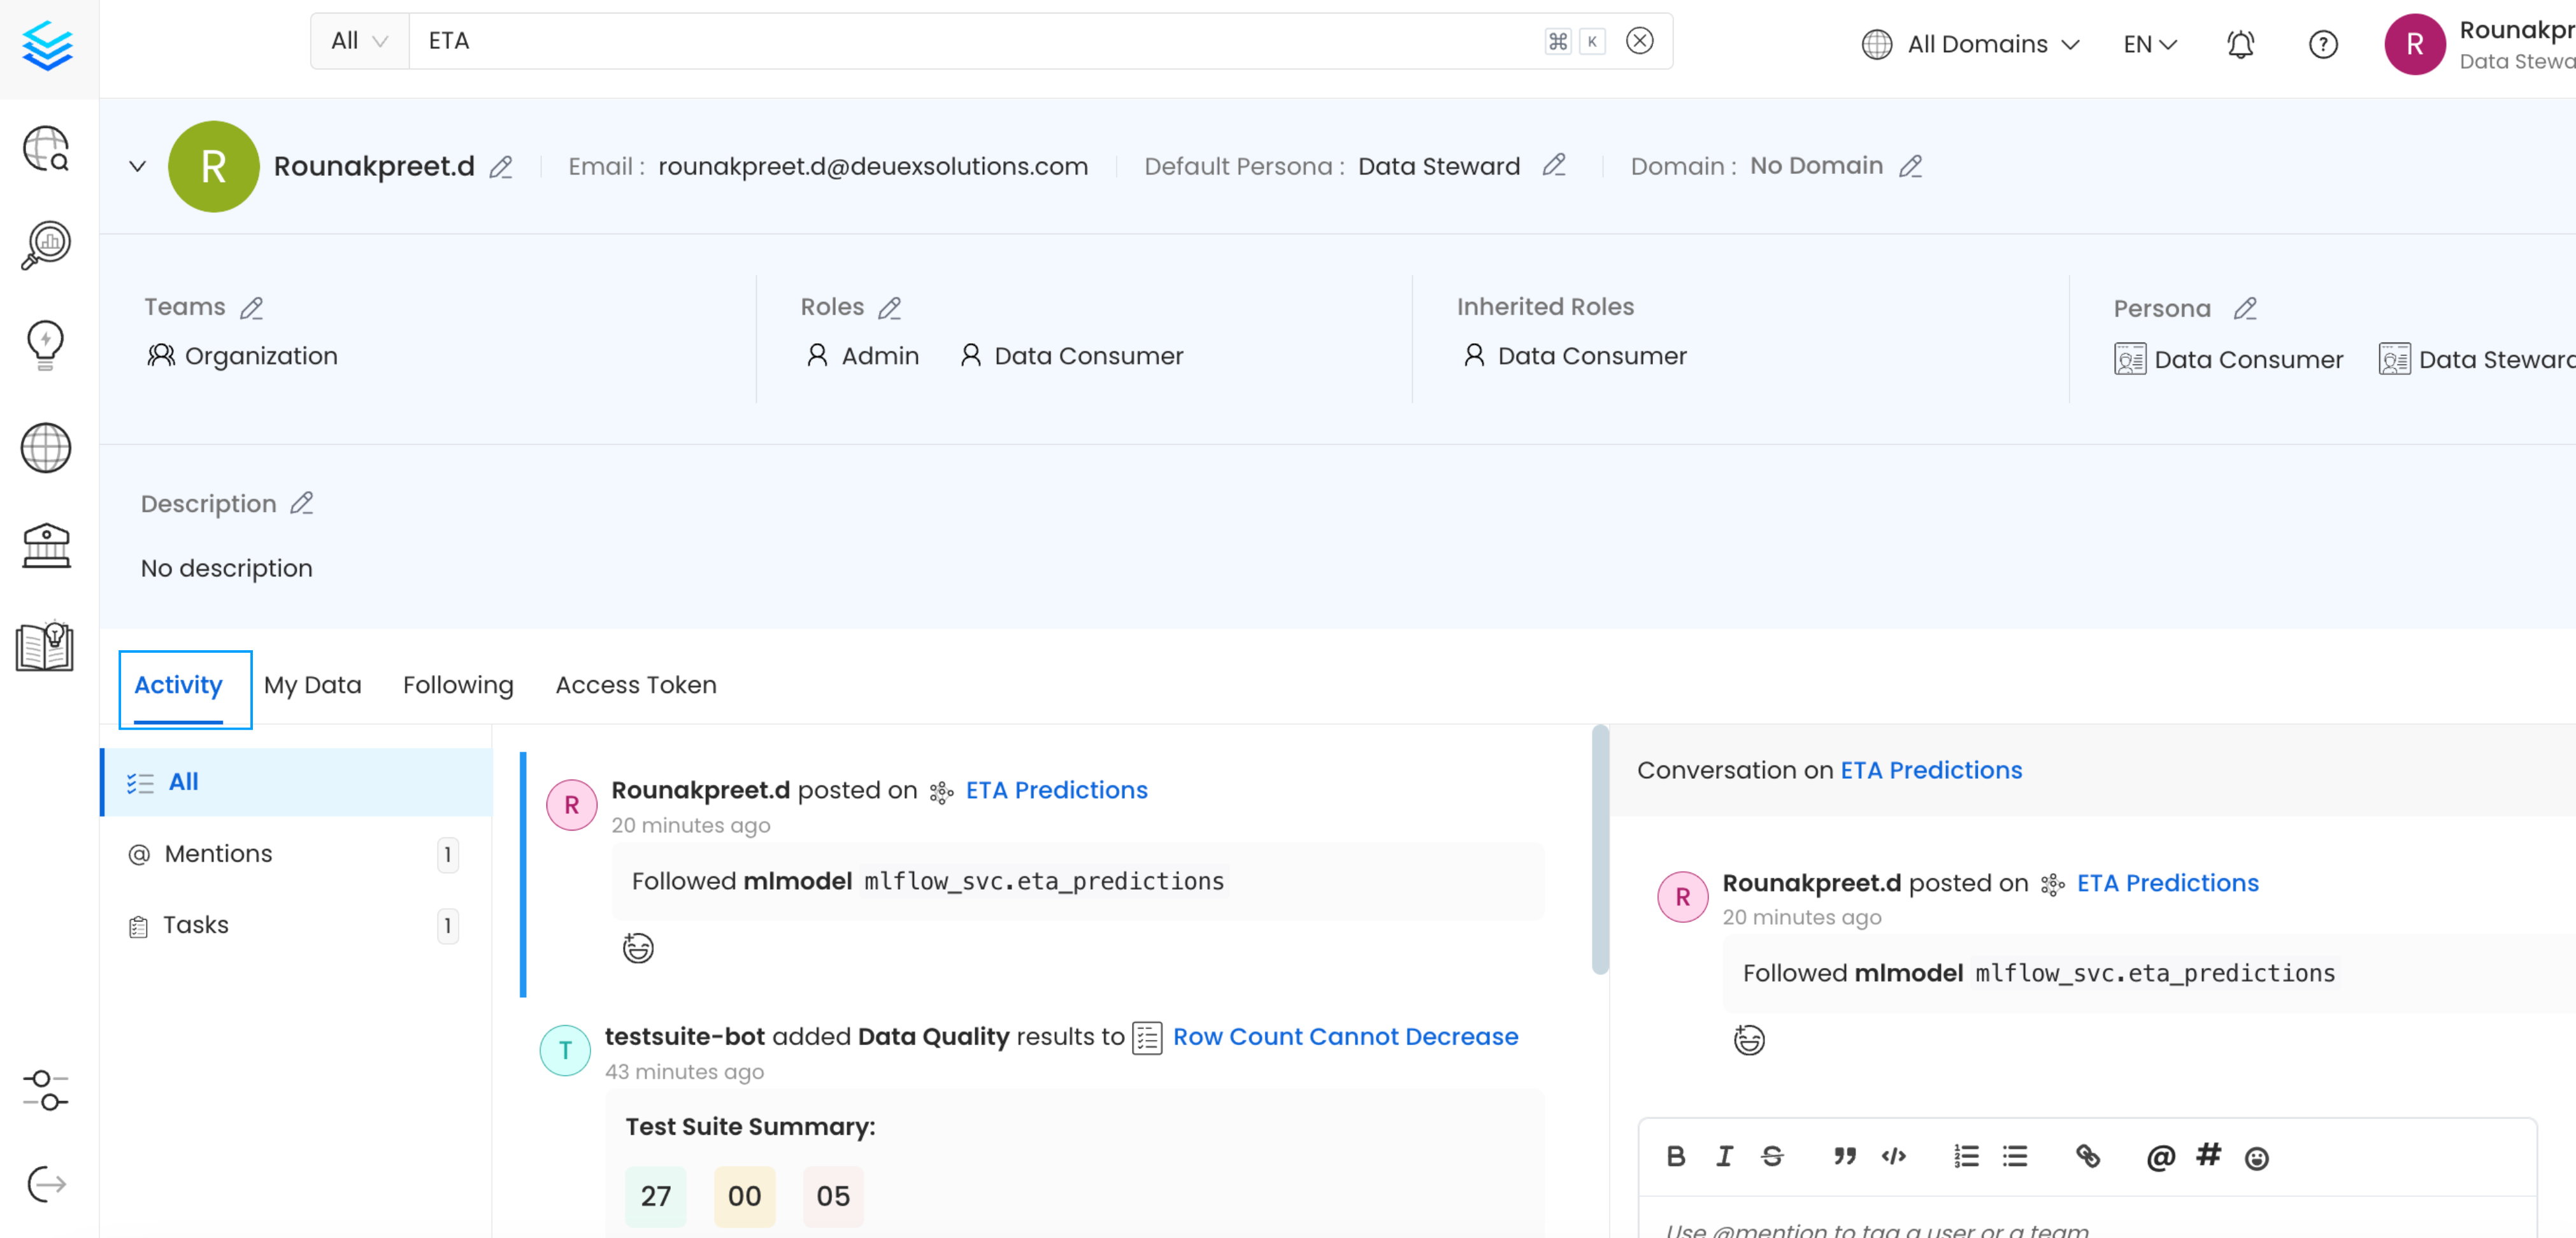 All ETA ⌘ K All Domains EN R Rounakpr
Data Stewa
R Rounakpreet.d Email : rounakpreet.d@deuexsolutions.com Default Persona : Data Steward Domain : No Domain
Teams Roles Inherited Roles Persona
Organization Admin Data Consumer Data Consumer Data Consumer Data Steward
Description
No description
Activity My Data Following Access Token
All
Mentions 1
Tasks 1
R Rounakpreet.d posted on ETA Predictions
20 minutes ago
Followed mlmodel mlflow_svc.eta_predictions
T testsuite-bot added Data Quality results to Row Count Cannot Decrease
43 minutes ago
Test Suite Summary:
27 00 05
Conversation on ETA Predictions
R Rounakpreet.d posted on ETA Predictions
20 minutes ago
Followed mlmodel mlflow_svc.eta_predictions
B I S @ #
Use @mention to tag a user or a team